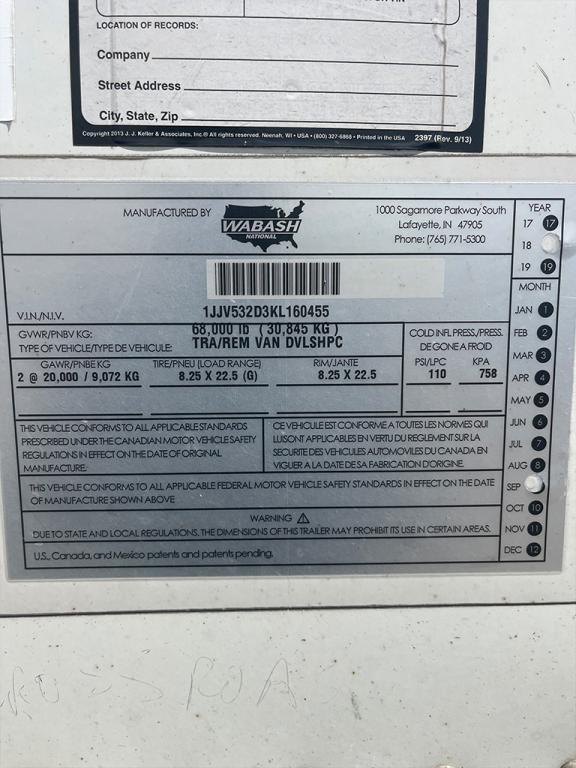 LOCATION OF RECORDS:
Company
Street Address
City, State, Zip
Copyright 2013 J. J. Keller & Associates, Inc.® All rights reserved. Neenah, WI • USA • (800) 327-6868 • Printed in the USA 2397 (Rev. 9/13)
MANUFACTURED BY
WABASH
NATIONAL
1000 Sagamore Parkway South
Lafayette, IN 47905
Phone: (765) 771-5300
V.I.N./N.I.V. 1JJV532D3KL160455
GVWR/PNBV KG: 68,000 lb ( 30,845 KG )
TYPE OF VEHICLE/TYPE DE VEHICULE: TRA/REM VAN DVLSHPC
COLD INFL. PRESS./PRESS.
DE GONE A FROID
GAWR/PNBE KG TIRE/PNEU (LOAD RANGE) RIM/JANTE PSI/LPC KPA
2 @ 20,000 / 9,072 KG 8.25 X 22.5 (G) 8.25 X 22.5 110 758
THIS VEHICLE CONFORMS TO ALL APPLICABLE STANDARDS
PRESCRIBED UNDER THE CANADIAN MOTOR VEHICLE SAFETY
REGULATIONS IN EFFECT ON THE DATE OF ORIGINAL
MANUFACTURE.
CE VEHICULE EST CONFORME A TOUTES LES NORMES QUI
LUI SONT APPLICABLES EN VERTU DU REGLEMENT SUR LA
SECURITE DES VEHICULES AUTOMOVILES DU CANADA EN
VIGUER A LA DATE DE SA FABRICATION D'ORIGINE.
THIS VEHICLE CONFORMS TO ALL APPLICABLE FEDERAL MOTOR VEHICLE SAFETY STANDARDS IN EFFECT ON THE DATE
OF MANUFACTURE SHOWN ABOVE
WARNING
DUE TO STATE AND LOCAL REGULATIONS, THE DIMENSIONS OF THIS TRAILER MAY PROHIBIT ITS USE IN CERTAIN AREAS.
U.S., Canada, and Mexico patents and patents pending.
YEAR
17 17
18
19 19
MONTH
JAN 1
FEB 2
MAR 3
APR 4
MAY 5
JUN 6
JUL 7
AUG 8
SEP
OCT 10
NOV 11
DEC 12